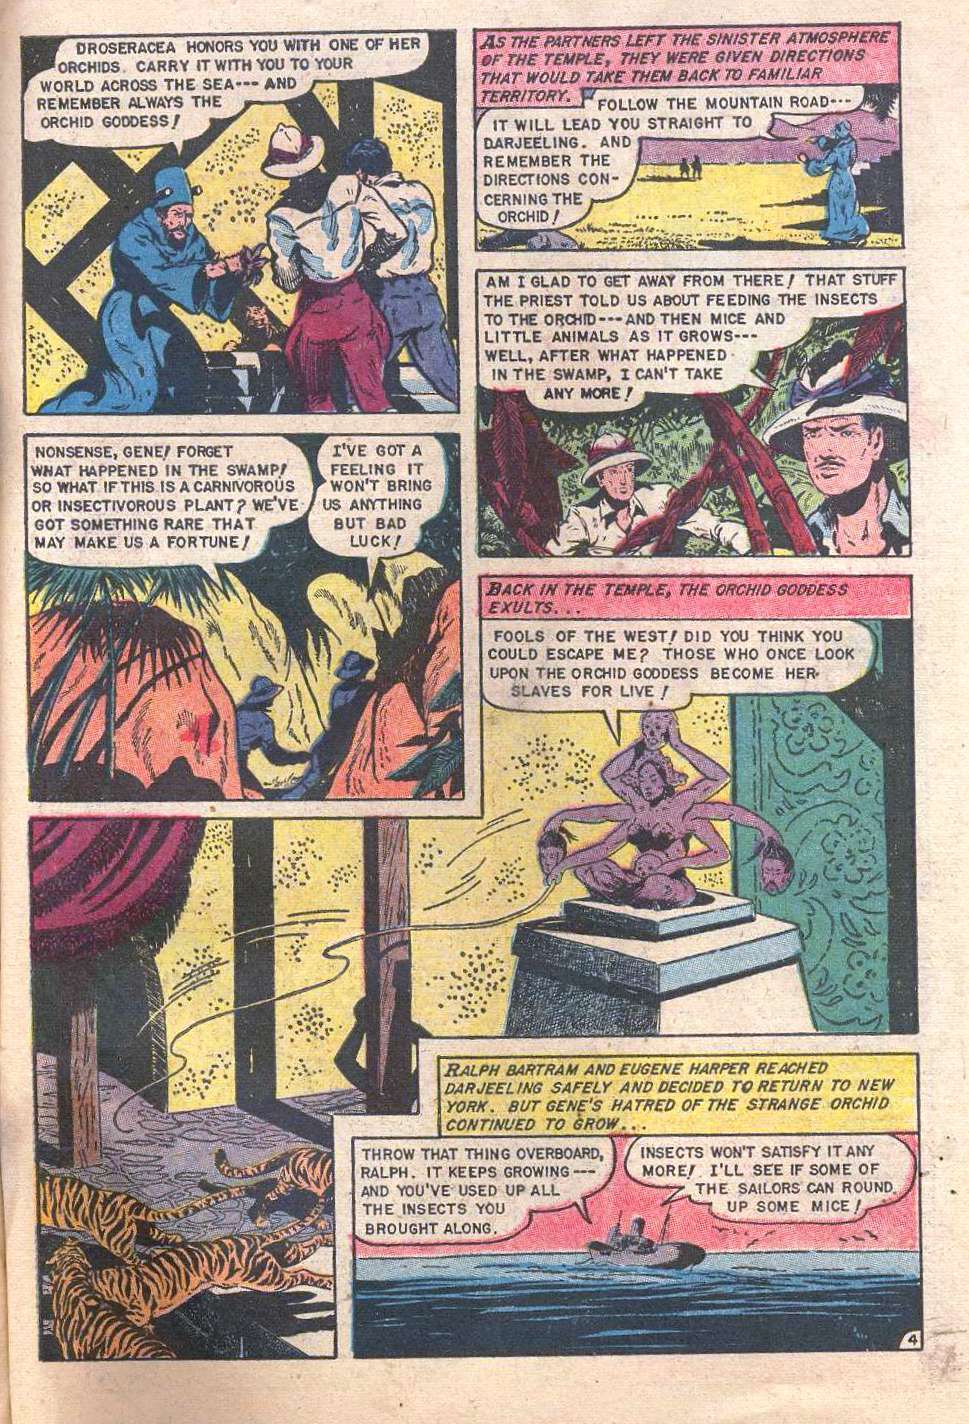 DROSERACEA HONORS YOU WITH ONE OF HER
ORCHIDS. CARRY IT WITH YOU TO YOUR
WORLD ACROSS THE SEA--- AND
REMEMBER ALWAYS THE
ORCHID GODDESS!
AS THE PARTNERS LEFT THE SINISTER ATMOSPHERE
OF THE TEMPLE, THEY WERE GIVEN DIRECTIONS
THAT WOULD TAKE THEM BACK TO FAMILIAR
TERRITORY.
FOLLOW THE MOUNTAIN ROAD---
IT WILL LEAD YOU STRAIGHT TO
DARJEELING. AND
REMEMBER THE
DIRECTIONS CON-
CERNING THE
ORCHID!
AM I GLAD TO GET AWAY FROM THERE! THAT STUFF
THE PRIEST TOLD US ABOUT FEEDING THE INSECTS
TO THE ORCHID---AND THEN MICE AND
LITTLE ANIMALS AS IT GROWS---
WELL, AFTER WHAT HAPPENED
IN THE SWAMP, I CAN'T TAKE
ANY MORE!
NONSENSE, GENE! FORGET
WHAT HAPPENED IN THE SWAMP!
SO WHAT IF THIS IS A CARNIVOROUS
OR INSECTIVOROUS PLANT? WE'VE
GOT SOMETHING RARE THAT
MAY MAKE US A FORTUNE!
I'VE GOT A
FEELING IT
WON'T BRING
US ANYTHING
BUT BAD
LUCK!
BACK IN THE TEMPLE, THE ORCHID GODDESS
EXULTS...
FOOLS OF THE WEST! DID YOU THINK YOU
COULD ESCAPE ME? THOSE WHO ONCE LOOK
UPON THE ORCHID GODDESS BECOME HER
SLAVES FOR LIVE!
RALPH BARTRAM AND EUGENE HARPER REACHED
DARJEELING SAFELY AND DECIDED TO RETURN TO NEW
YORK. BUT GENE'S HATRED OF THE STRANGE ORCHID
CONTINUED TO GROW...
THROW THAT THING OVERBOARD,
RALPH. IT KEEPS GROWING---
AND YOU'VE USED UP ALL
THE INSECTS YOU
BROUGHT ALONG.
INSECTS WON'T SATISFY IT ANY
MORE! I'LL SEE IF SOME OF
THE SAILORS CAN ROUND
UP SOME MICE!
4